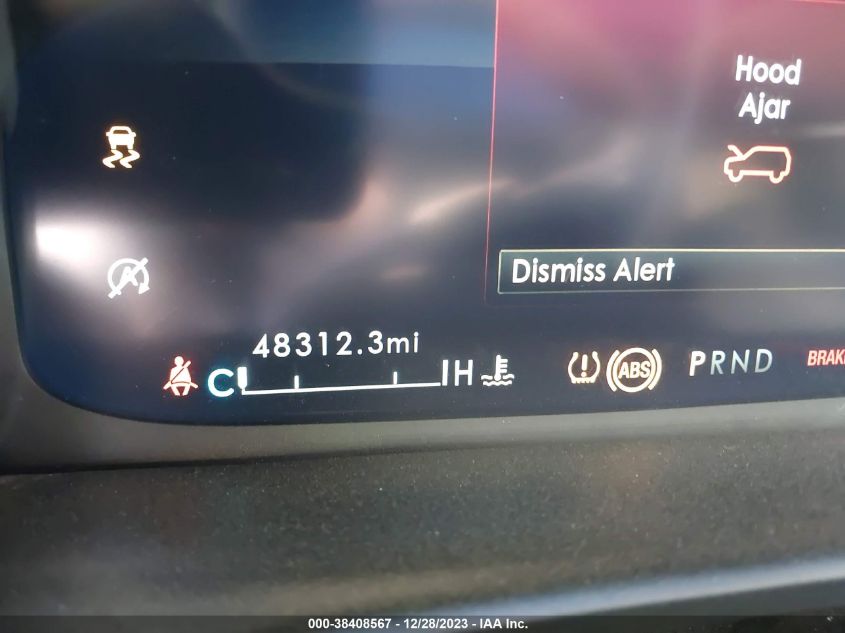 Hood
Ajar
Dismiss Alert
48312.3mi
C H ABS PRND BRAK
000-38408567 - 12/28/2023 - IAA Inc.